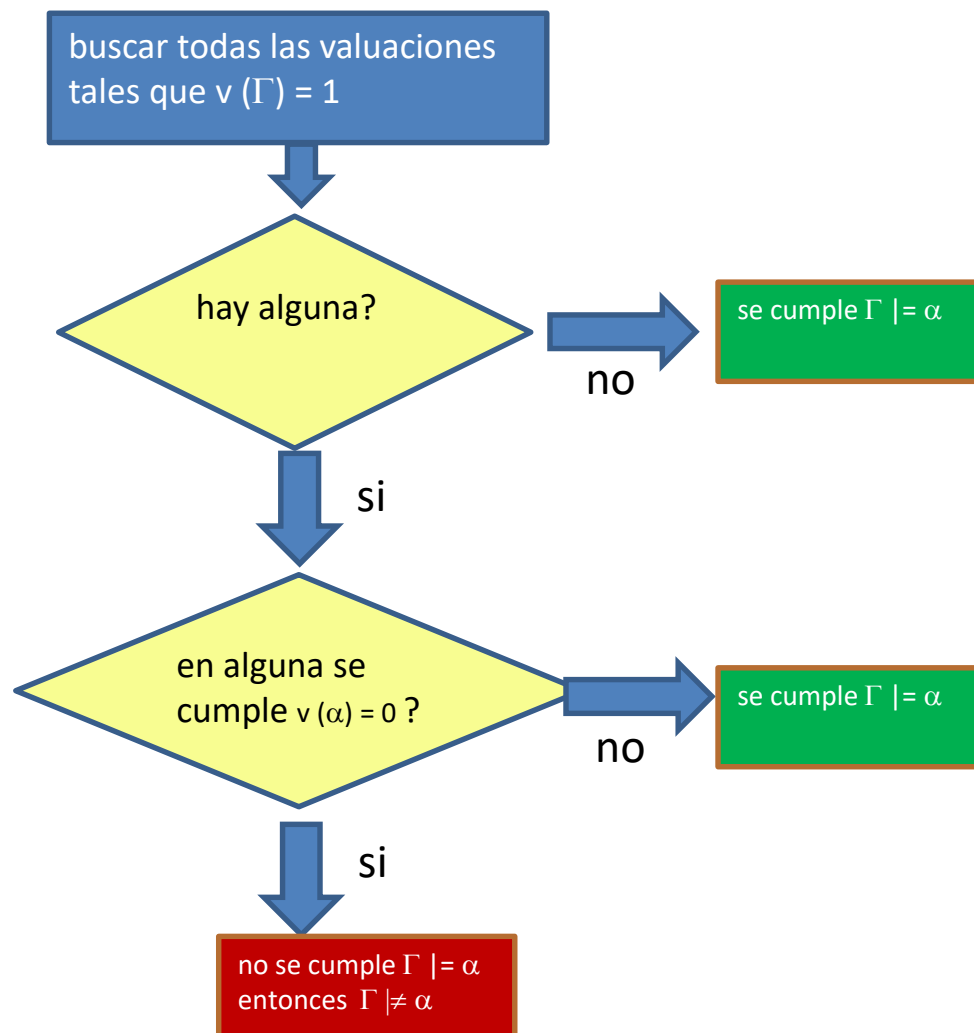 buscar todas las valuaciones
tales que v (Γ) = 1
hay alguna?
no
se cumple Γ |= α
si
en alguna se
cumple v (α) = 0 ?
no
se cumple Γ |= α
si
no se cumple Γ |= α
entonces Γ |≠ α